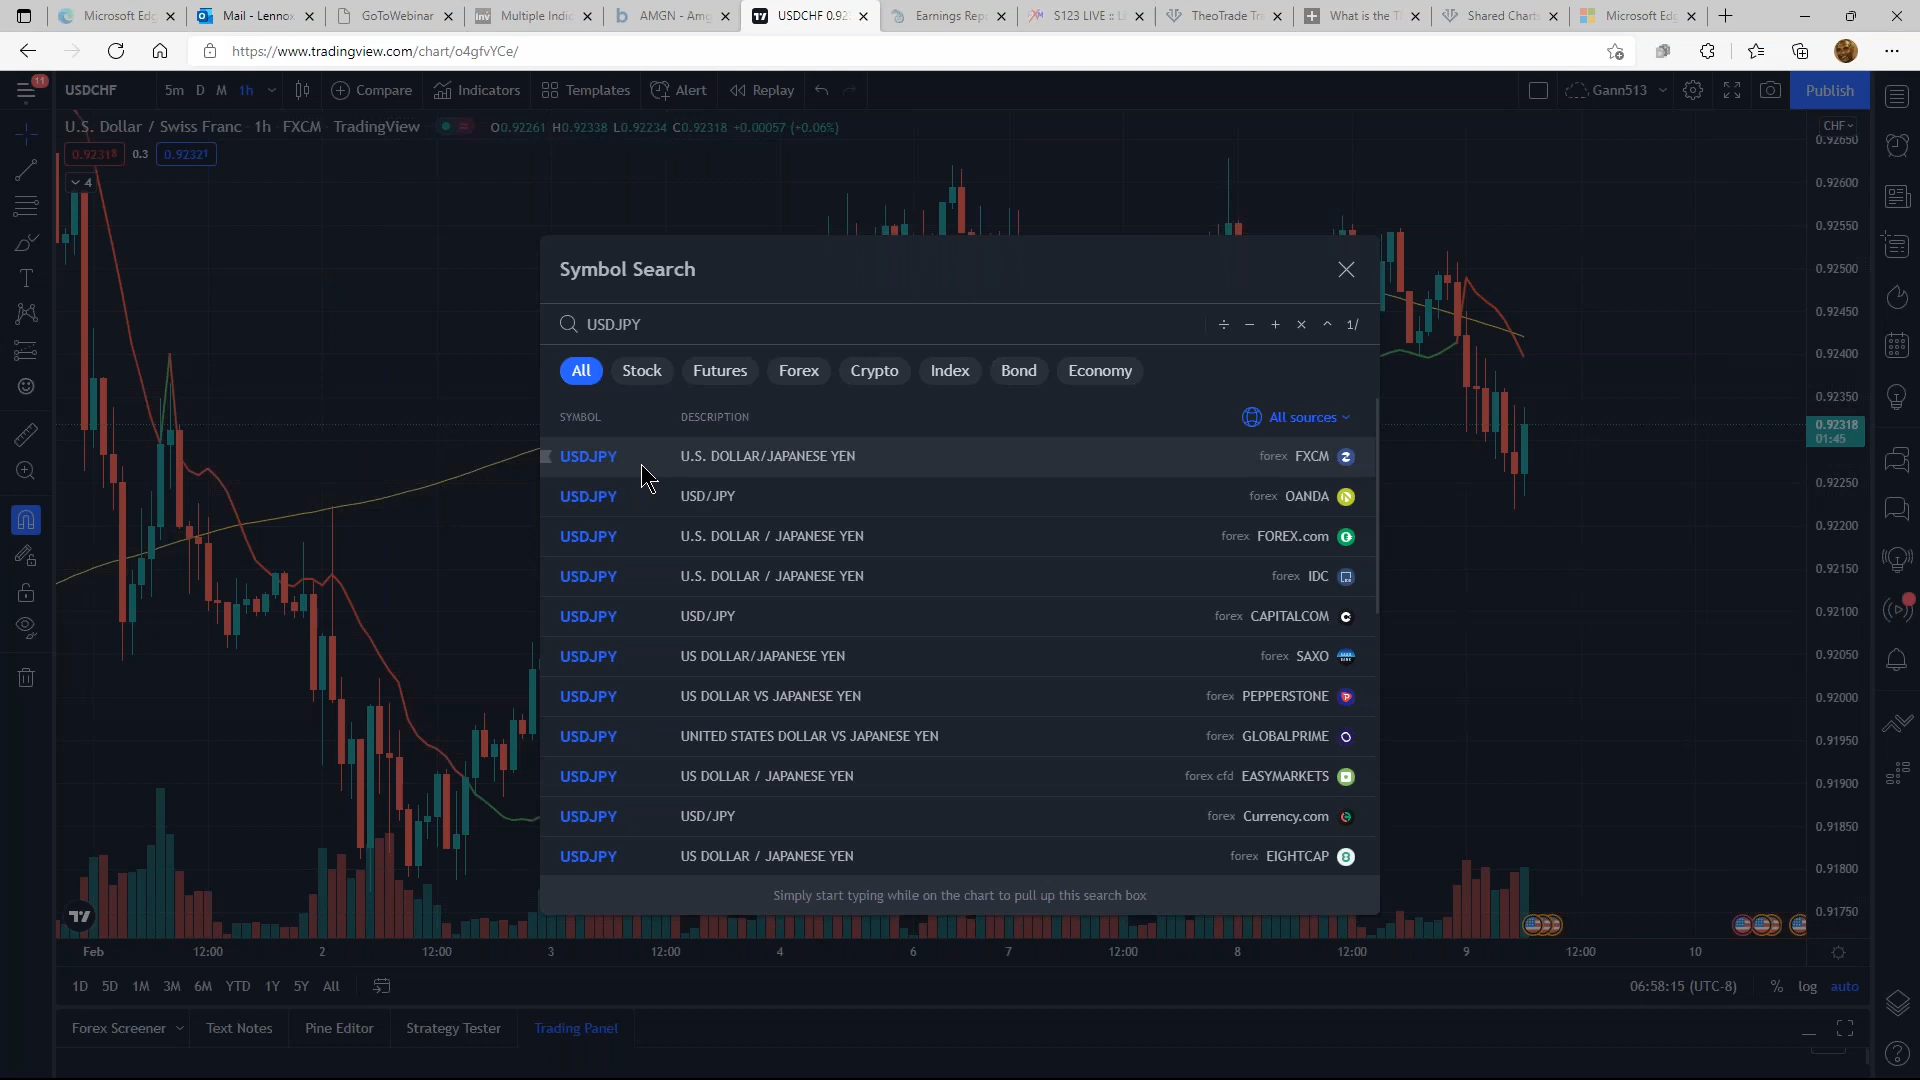 Microsoft Ed
Mail - Lenno
GoToWebinar
Multiple Indi
AMGN - Am
USDCHF 0.92
Earnings Rep
S123 LIVE :: L
TheoTrade Tr
What is the T
Shared Charts
Microsoft Ed
https://www.tradingview.com/chart/o4gfvYCe/
11
USDCHF
5m D M 1h
Compare
Indicators
Templates
Alert
Replay
Gann513
Publish
U.S. Dollar / Swiss Franc · 1h · FXCM · TradingView
O0.92261 H0.92338 L0.92234 C0.92318 +0.00057 (+0.06%)
CHF
0.92318 0.3 0.92321
4
0.92650
0.92600
0.92550
0.92500
0.92450
0.92400
0.92350
0.92318
01:45
0.92250
0.92200
0.92150
0.92100
0.92050
0.92000
0.91950
0.91900
0.91850
0.91800
0.91750
Symbol Search
USDJPY
÷ − + × ^ 1/
All Stock Futures Forex Crypto Index Bond Economy
SYMBOL DESCRIPTION All sources
USDJPY U.S. DOLLAR/JAPANESE YEN forex FXCM
USDJPY USD/JPY forex OANDA
USDJPY U.S. DOLLAR / JAPANESE YEN forex FOREX.com
USDJPY U.S. DOLLAR / JAPANESE YEN forex IDC
USDJPY USD/JPY forex CAPITALCOM
USDJPY US DOLLAR/JAPANESE YEN forex SAXO
USDJPY US DOLLAR VS JAPANESE YEN forex PEPPERSTONE
USDJPY UNITED STATES DOLLAR VS JAPANESE YEN forex GLOBALPRIME
USDJPY US DOLLAR / JAPANESE YEN forex cfd EASYMARKETS
USDJPY USD/JPY forex Currency.com
USDJPY US DOLLAR / JAPANESE YEN forex EIGHTCAP
Simply start typing while on the chart to pull up this search box
Feb 12:00 2 12:00 3 12:00 4 6 7 12:00 8 12:00 9 12:00 10
1D 5D 1M 3M 6M YTD 1Y 5Y All
06:58:15 (UTC-8) % log auto
Forex Screener Text Notes Pine Editor Strategy Tester Trading Panel